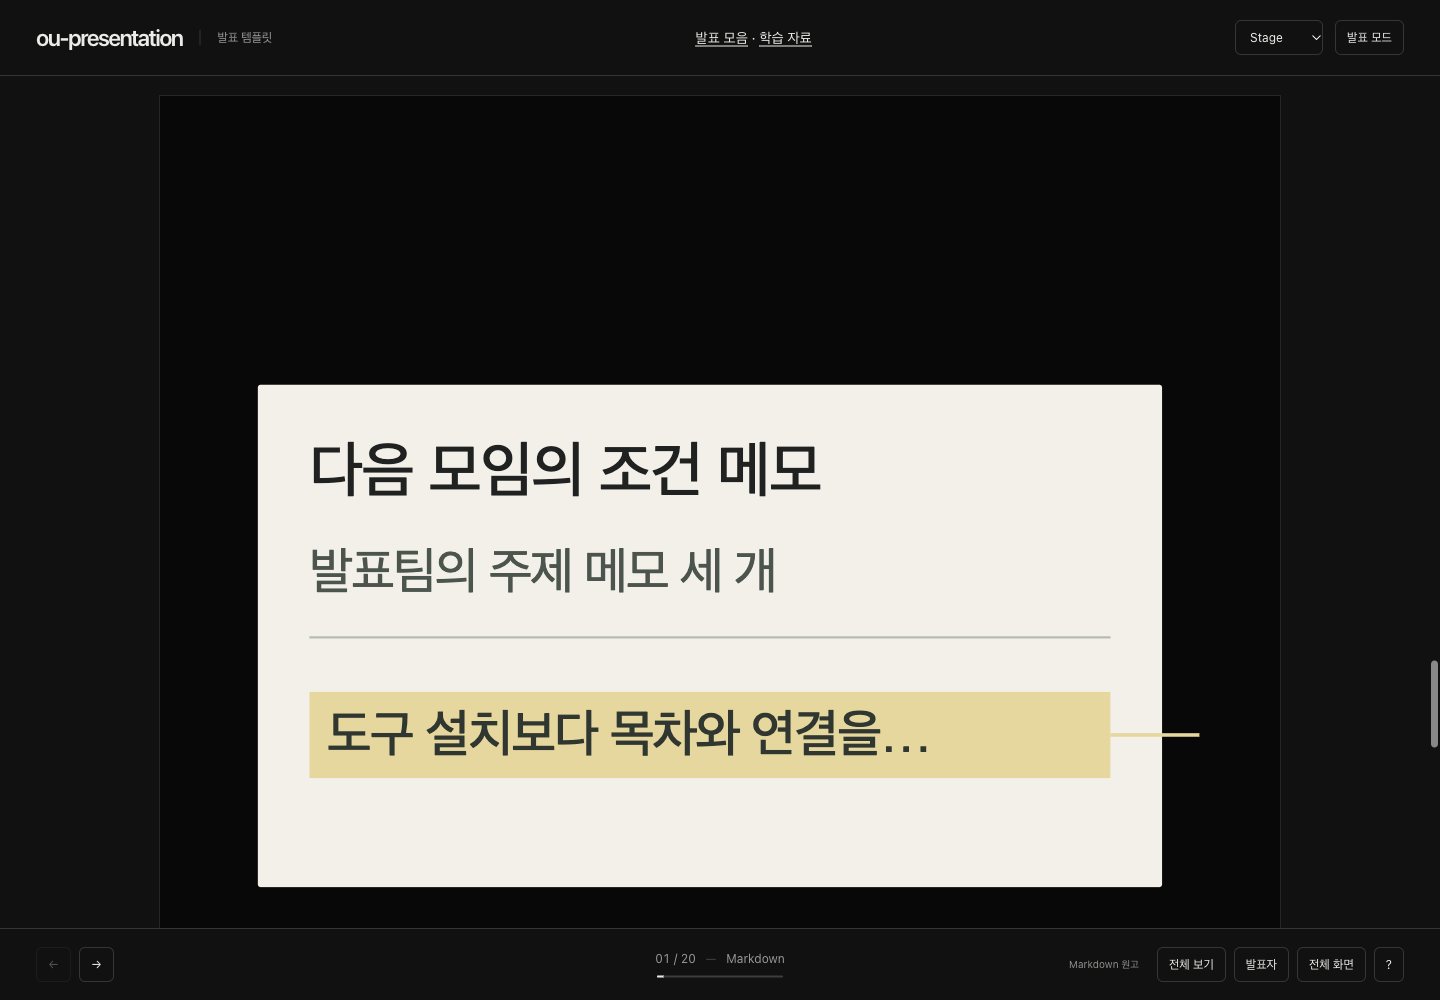 ou-presentation | 발표 템플릿
발표 모음 · 학습 자료
Stage
발표 모드
다음 모임의 조건 메모
발표팀의 주제 메모 세 개
도구 설치보다 목차와 연결을...
← →
01 / 20 — Markdown
Markdown 원고
전체 보기
발표자
전체 화면
?